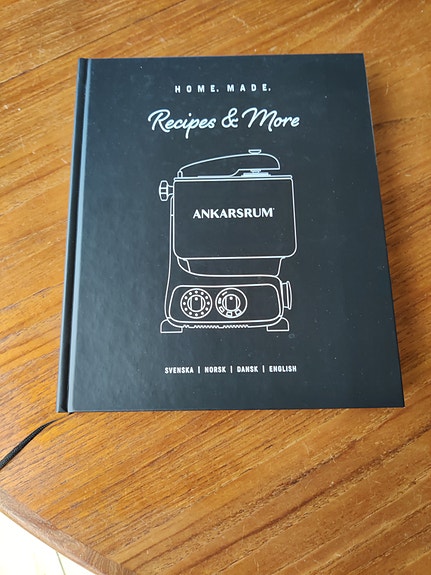 HOME. MADE.
Recipes & More
ANKARSRUM
SVENSKA | NORSK | DANSK | ENGLISH